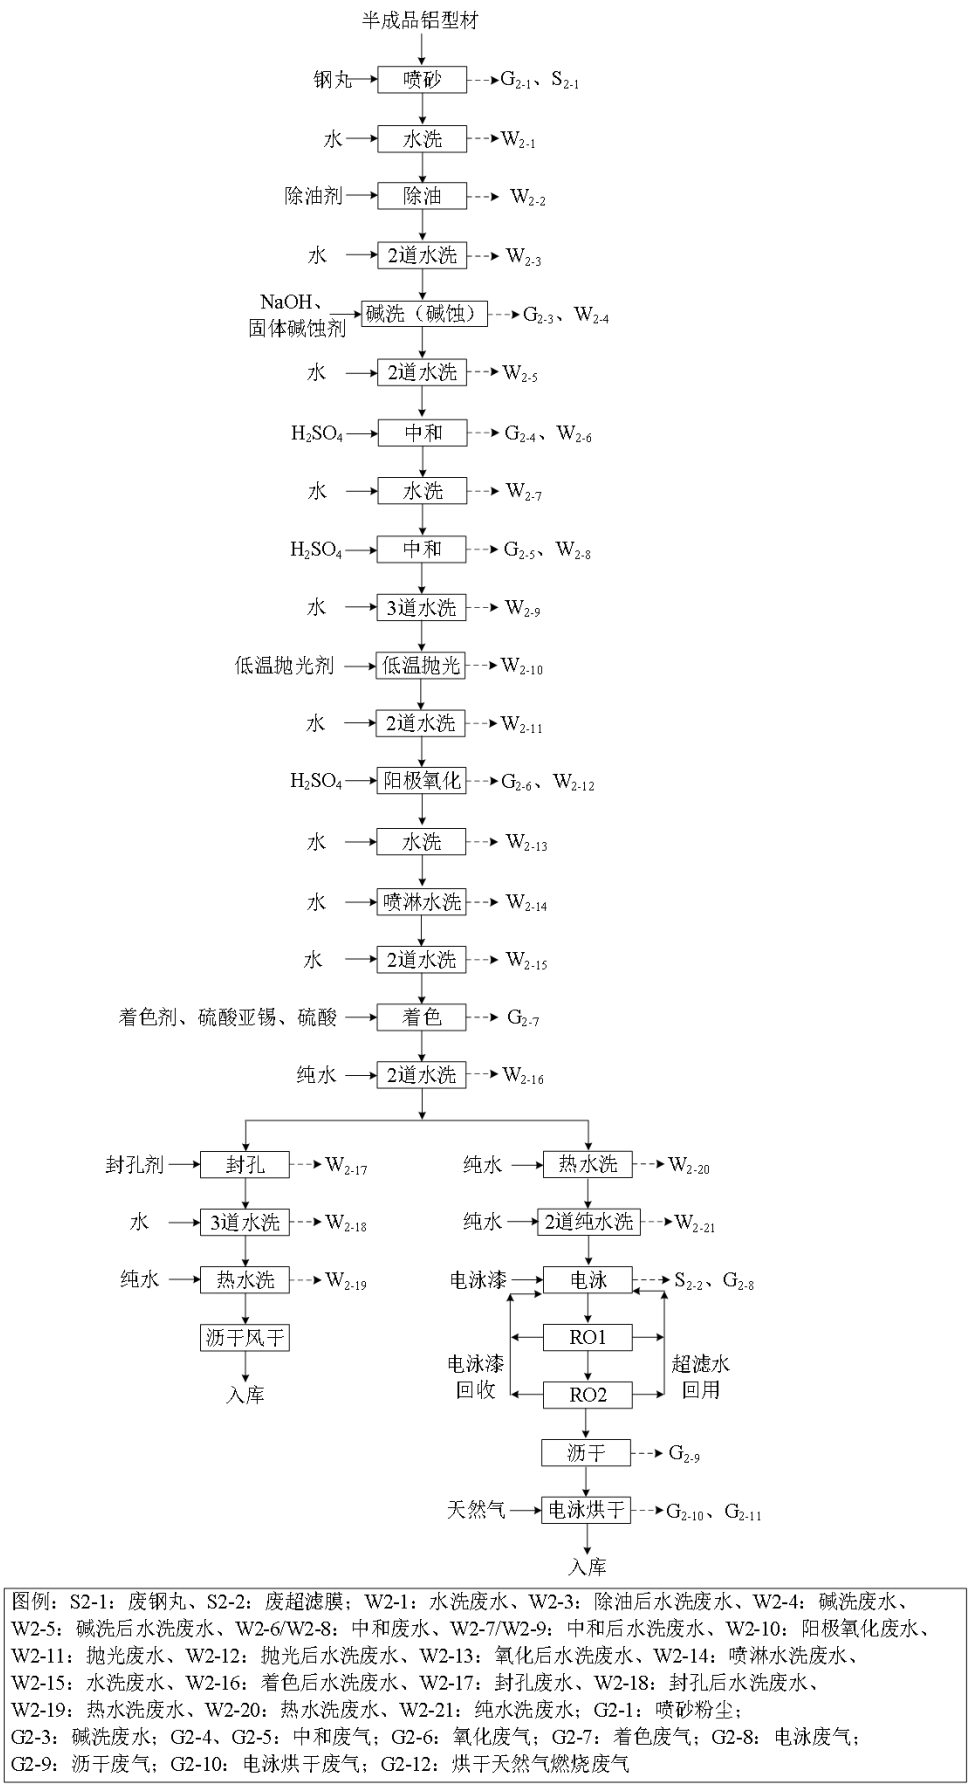 半成品铝型材
钢丸 喷砂 G2-1、S2-1
水 水洗 W2-1
除油剂 除油 W2-2
水 2道水洗 W2-3
NaOH、
固体碱蚀剂 碱洗（碱蚀） G2-3、W2-4
水 2道水洗 W2-5
H2SO4 中和 G2-4、W2-6
水 水洗 W2-7
H2SO4 中和 G2-5、W2-8
水 3道水洗 W2-9
低温抛光剂 低温抛光 W2-10
水 2道水洗 W2-11
H2SO4 阳极氧化 G2-6、W2-12
水 水洗 W2-13
水 喷淋水洗 W2-14
水 2道水洗 W2-15
着色剂、硫酸亚锡、硫酸 着色 G2-7
纯水 2道水洗 W2-16
封孔剂 封孔 W2-17
水 3道水洗 W2-18
纯水 热水洗 W2-19
沥干风干
入库
纯水 热水洗 W2-20
纯水 2道纯水洗 W2-21
电泳漆 电泳 S2-2、G2-8
RO1
电泳漆
回收
超滤水
回用
RO2
沥干 G2-9
天然气 电泳烘干 G2-10、G2-11
入库
图例：S2-1：废钢丸、S2-2：废超滤膜；W2-1：水洗废水、W2-3：除油后水洗废水、W2-4：碱洗废水、
W2-5：碱洗后水洗废水、W2-6/W2-8：中和废水、W2-7/W2-9：中和后水洗废水、W2-10：阳极氧化废水、
W2-11：抛光废水、W2-12：抛光后水洗废水、W2-13：氧化后水洗废水、W2-14：喷淋水洗废水、
W2-15：水洗废水、W2-16：着色后水洗废水、W2-17：封孔废水、W2-18：封孔后水洗废水、
W2-19：热水洗废水、W2-20：热水洗废水、W2-21：纯水洗废水；G2-1：喷砂粉尘；
G2-3：碱洗废水；G2-4、G2-5：中和废气；G2-6：氧化废气；G2-7：着色废气；G2-8：电泳废气；
G2-9：沥干废气；G2-10：电泳烘干废气；G2-12：烘干天然气燃烧废气